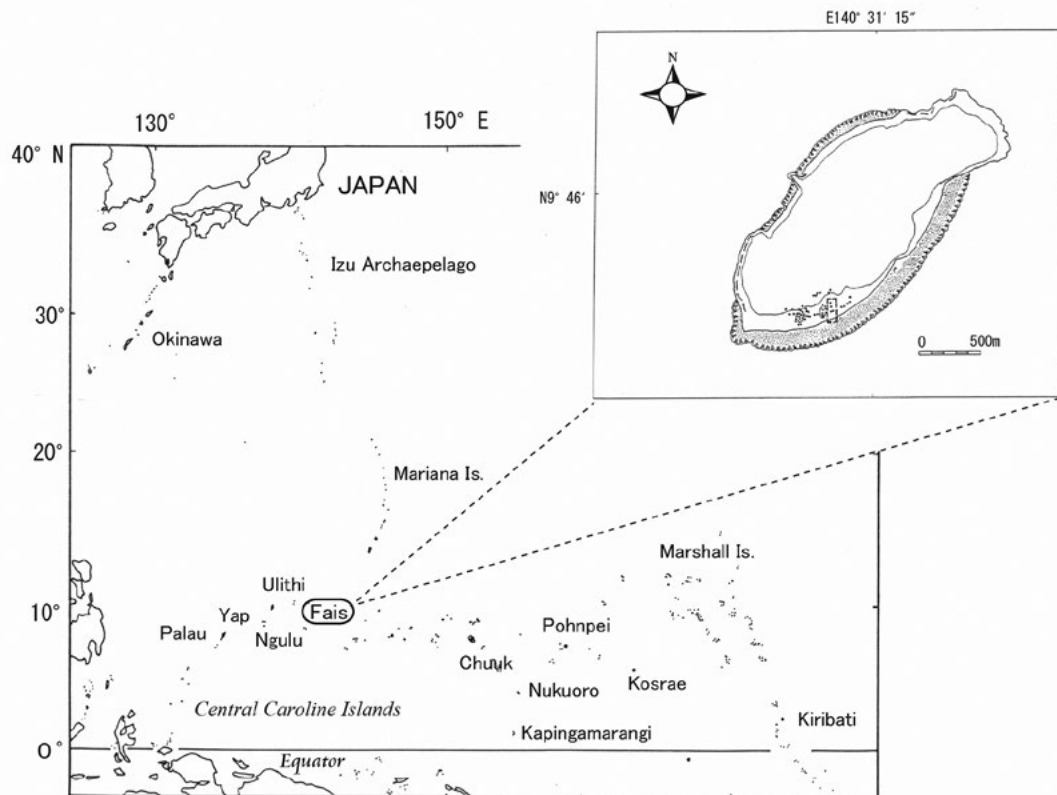 E140° 31′ 15″
N
N9° 46′
0 500m
130° 150° E
40° N
JAPAN
Izu Archaepelago
30°
Okinawa
20°
Mariana Is.
Marshall Is.
Ulithi
10°
Fais
Yap
Palau
Ngulu
Pohnpei
Chuuk
Kosrae
Nukuoro
Central Caroline Islands
Kiribati
Kapingamarangi
0°
Equator